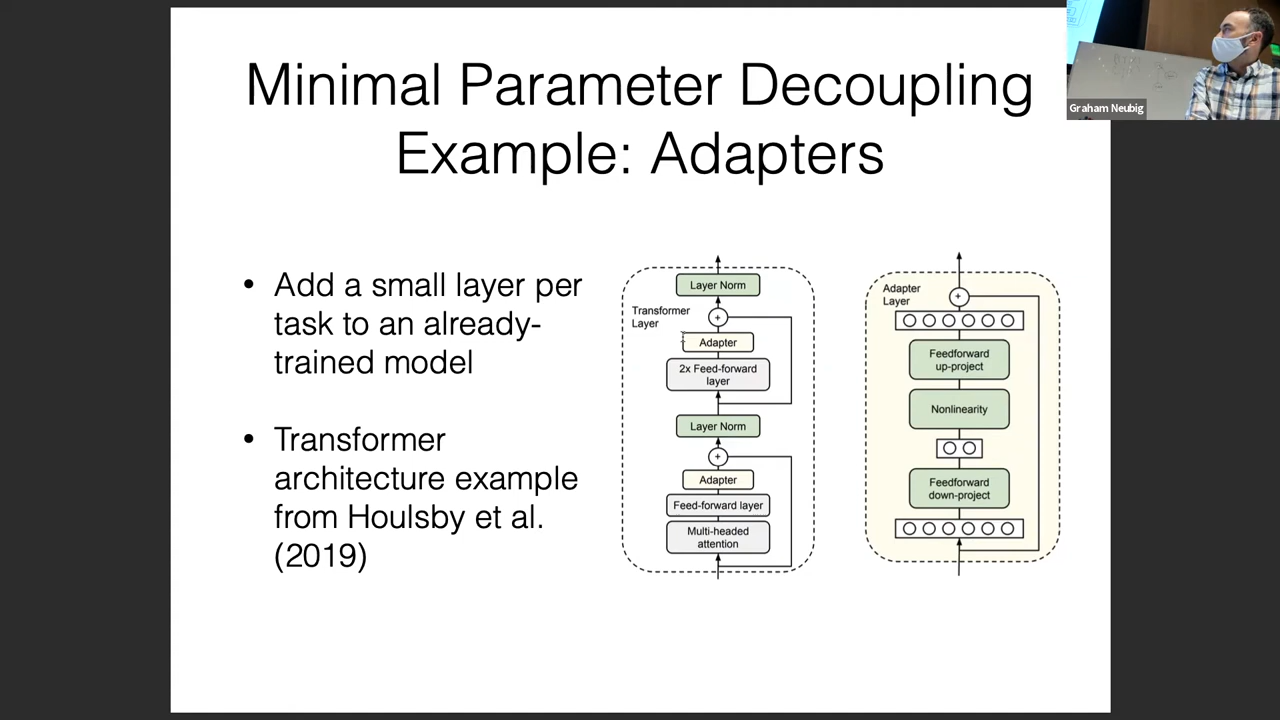 Minimal Parameter Decoupling
Example: Adapters
Graham Neubig
• Add a small layer per
task to an already-
trained model
• Transformer
architecture example
from Houlsby et al.
(2019)
Layer Norm
+
Transformer
Layer
Adapter
2x Feed-forward
layer
Layer Norm
+
Adapter
Feed-forward layer
Multi-headed
attention
Adapter
Layer
+
Feedforward
up-project
Nonlinearity
Feedforward
down-project